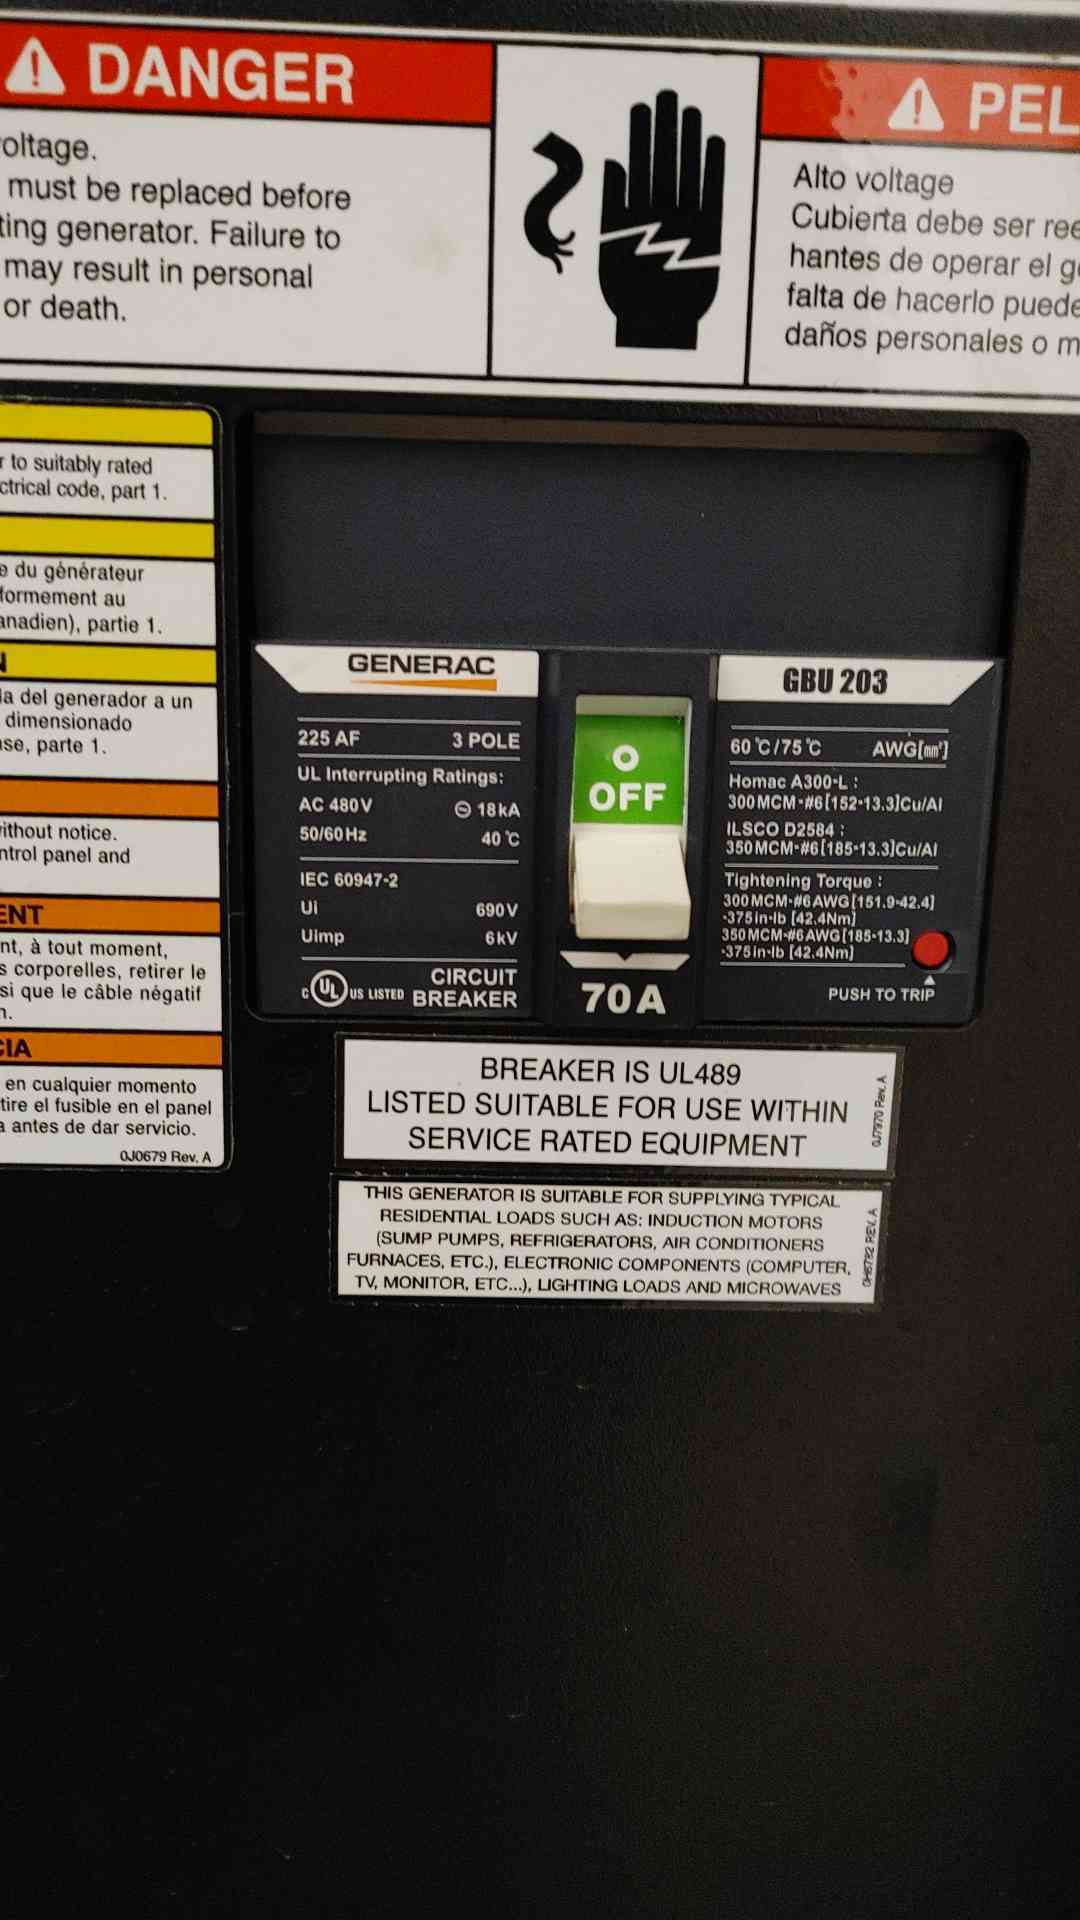 DANGER
oltage.
must be replaced before
ting generator. Failure to
may result in personal
or death.
PEL
Alto voltage
Cubierta debe ser ree
hantes de operar el g
falta de hacerlo puede
daños personales o m
r to suitably rated
ctrical code, part 1.
e du générateur
formement au
anadien), partie 1.
N
la del generador a un
dimensionado
se, parte 1.
ithout notice.
ntrol panel and
ENT
nt, à tout moment,
s corporelles, retirer le
si que le câble négatif
n.
CIA
en cualquier momento
tire el fusible en el panel
a antes de dar servicio.
0J0679 Rev. A
GENERAC
225 AF 3 POLE
UL Interrupting Ratings:
AC 480V 18kA
50/60Hz 40℃
IEC 60947-2
Ui 690V
Uimp 6kV
C UL US LISTED CIRCUIT
BREAKER
O
OFF
70A
GBU 203
60℃/75℃ AWG[㎟]
Homac A300-L :
300MCM-#6[152-13.3]Cu/Al
ILSCO D2584 :
350MCM-#6[185-13.3]Cu/Al
Tightening Torque :
300MCM-#6AWG[151.9-42.4]
-375in-lb [42.4Nm]
350MCM-#6AWG[185-13.3]
-375in-lb [42.4Nm]
PUSH TO TRIP
BREAKER IS UL489
LISTED SUITABLE FOR USE WITHIN
SERVICE RATED EQUIPMENT
0J7970 Rev. A
THIS GENERATOR IS SUITABLE FOR SUPPLYING TYPICAL
RESIDENTIAL LOADS SUCH AS: INDUCTION MOTORS
(SUMP PUMPS, REFRIGERATORS, AIR CONDITIONERS
FURNACES, ETC.), ELECTRONIC COMPONENTS (COMPUTER,
TV, MONITOR, ETC...), LIGHTING LOADS AND MICROWAVES
0H6782 REV. A